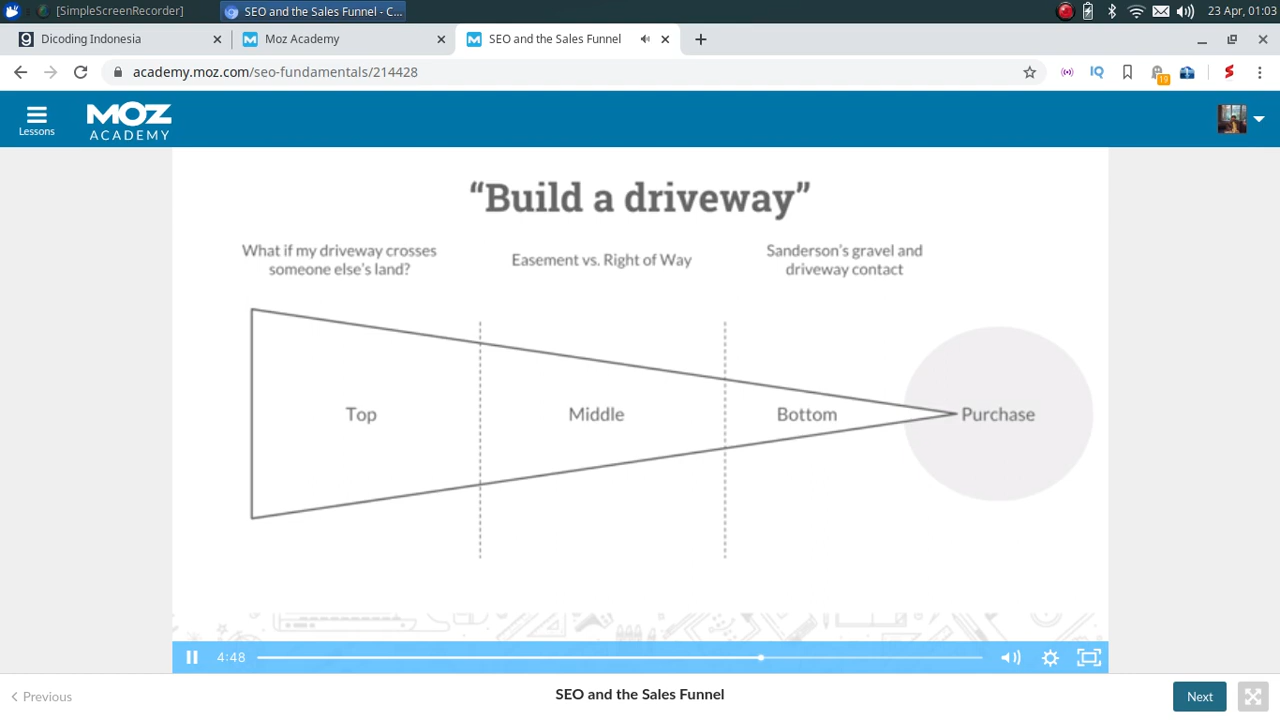 [SimpleScreenRecorder]
SEO and the Sales Funnel - C...
23 Apr, 01:03
Dicoding Indonesia
Moz Academy
SEO and the Sales Funnel
academy.moz.com/seo-fundamentals/214428
IQ
19
Lessons
MOZ
ACADEMY
“Build a driveway”
What if my driveway crosses
someone else’s land?
Easement vs. Right of Way
Sanderson’s gravel and
driveway contact
Top
Middle
Bottom
Purchase
4:48
Previous
SEO and the Sales Funnel
Next